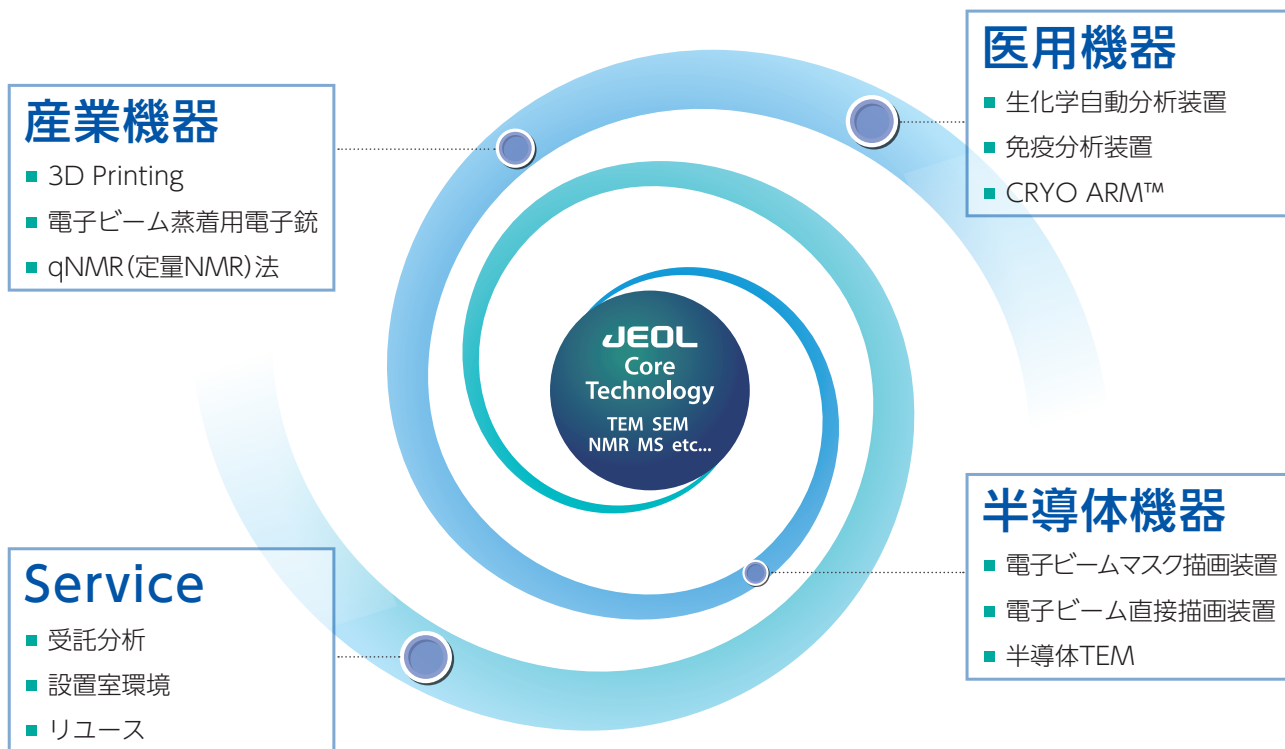 産業機器
3D Printing
電子ビーム蒸着用電子銃
qNMR(定量NMR)法
医用機器
生化学自動分析装置
免疫分析装置
CRYO ARM™
JEOL
Core
Technology
TEM SEM
NMR MS etc...
Service
受託分析
設置室環境
リユース
半導体機器
電子ビームマスク描画装置
電子ビーム直接描画装置
半導体TEM